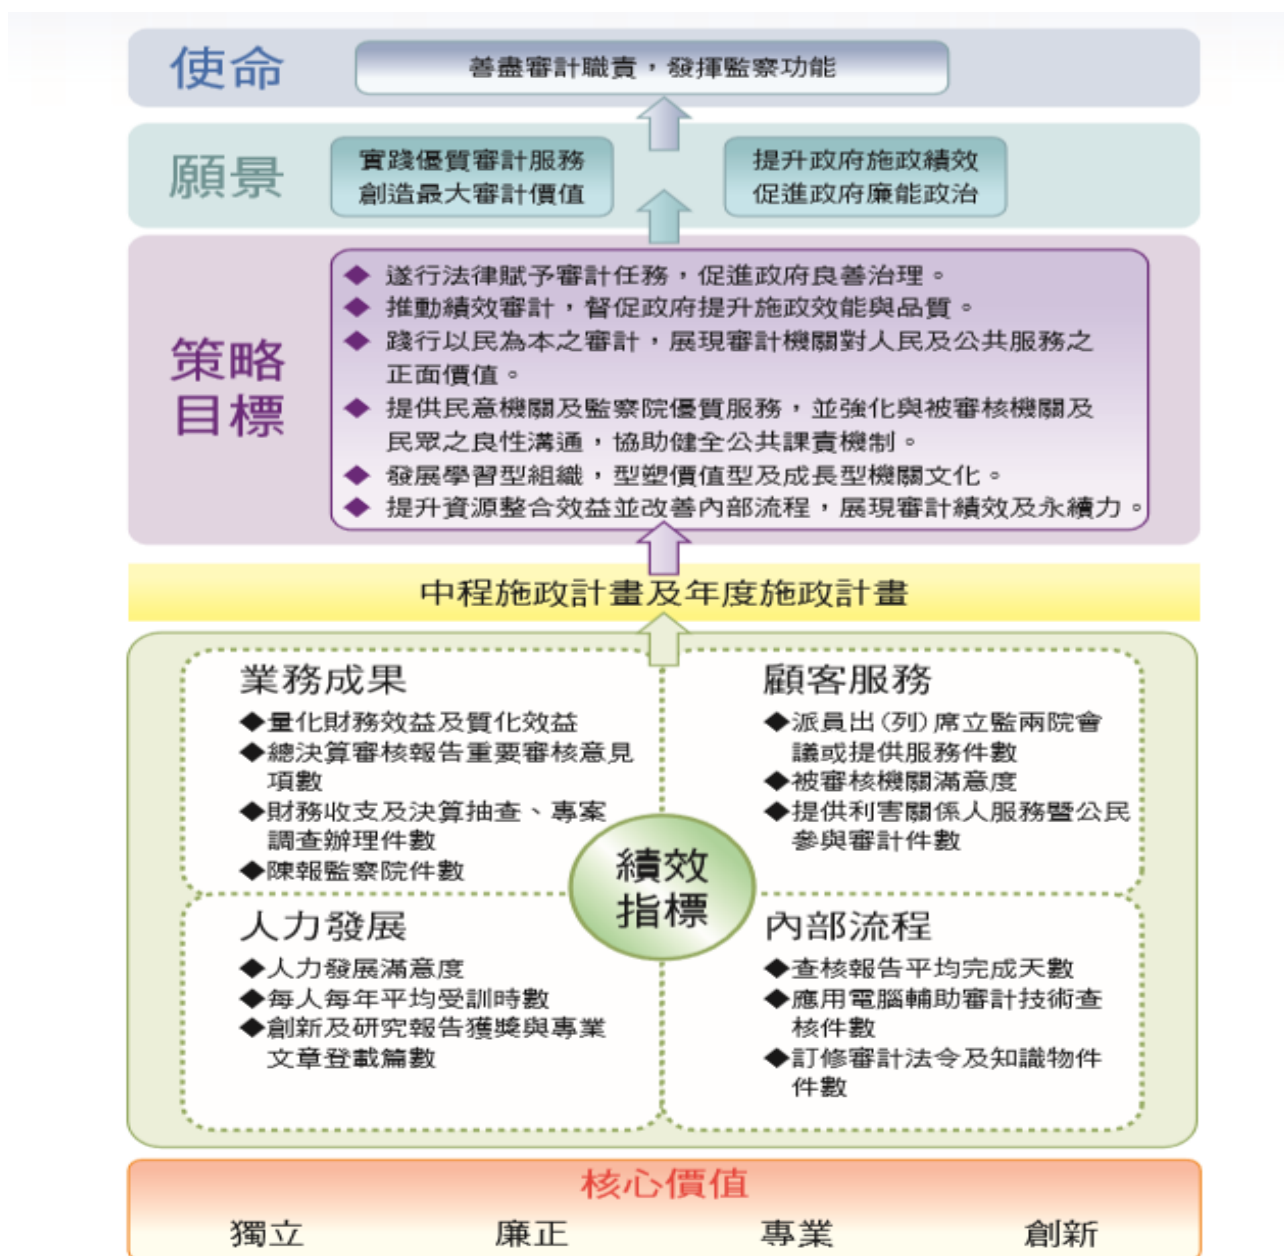 使命
善盡審計職責，發揮監察功能
願景
實踐優質審計服務
創造最大審計價值
提升政府施政績效
促進政府廉能政治
策略
目標
◆ 遂行法律賦予審計任務，促進政府良善治理。
◆ 推動績效審計，督促政府提升施政效能與品質。
◆ 踐行以民為本之審計，展現審計機關對人民及公共服務之
正面價值。
◆ 提供民意機關及監察院優質服務，並強化與被審核機關及
民眾之良性溝通，協助健全公共課責機制。
◆ 發展學習型組織，型塑價值型及成長型機關文化。
◆ 提升資源整合效益並改善內部流程，展現審計績效及永續力。
中程施政計畫及年度施政計畫
業務成果
◆量化財務效益及質化效益
◆總決算審核報告重要審核意見
項數
◆財務收支及決算抽查、專案
調查辦理件數
◆陳報監察院件數
顧客服務
◆派員出(列)席立監兩院會
議或提供服務件數
◆被審核機關滿意度
◆提供利害關係人服務暨公民
參與審計件數
績效
指標
人力發展
◆人力發展滿意度
◆每人每年平均受訓時數
◆創新及研究報告獲獎與專業
文章登載篇數
內部流程
◆查核報告平均完成天數
◆應用電腦輔助審計技術查
核件數
◆訂修審計法令及知識物件
件數
核心價值
獨立 廉正 專業 創新